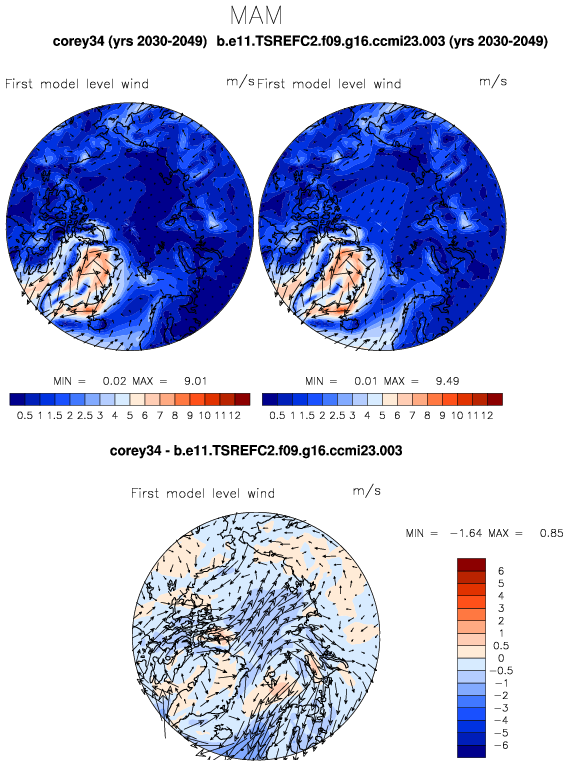 MAM
corey34 (yrs 2030-2049) b.e11.TSREFC2.f09.g16.ccmi23.003 (yrs 2030-2049)
First model level wind m/s First model level wind m/s
MIN = 0.02 MAX = 9.01 MIN = 0.01 MAX = 9.49
0.5 1 1.5 2 2.5 3 4 5 6 7 8 9 10 11 12 0.5 1 1.5 2 2.5 3 4 5 6 7 8 9 10 11 12
corey34 - b.e11.TSREFC2.f09.g16.ccmi23.003
First model level wind m/s
MIN = -1.64 MAX = 0.85
6
5
4
3
2
1
0.5
0
-0.5
-1
-2
-3
-4
-5
-6